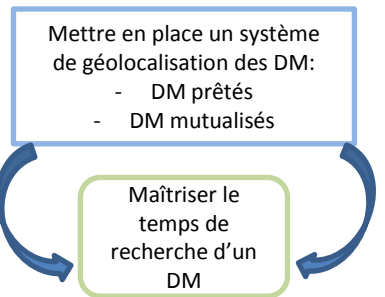 Mettre en place un système
de géolocalisation des DM:
- DM prêtés
- DM mutualisés
Maîtriser le
temps de
recherche d’un
DM